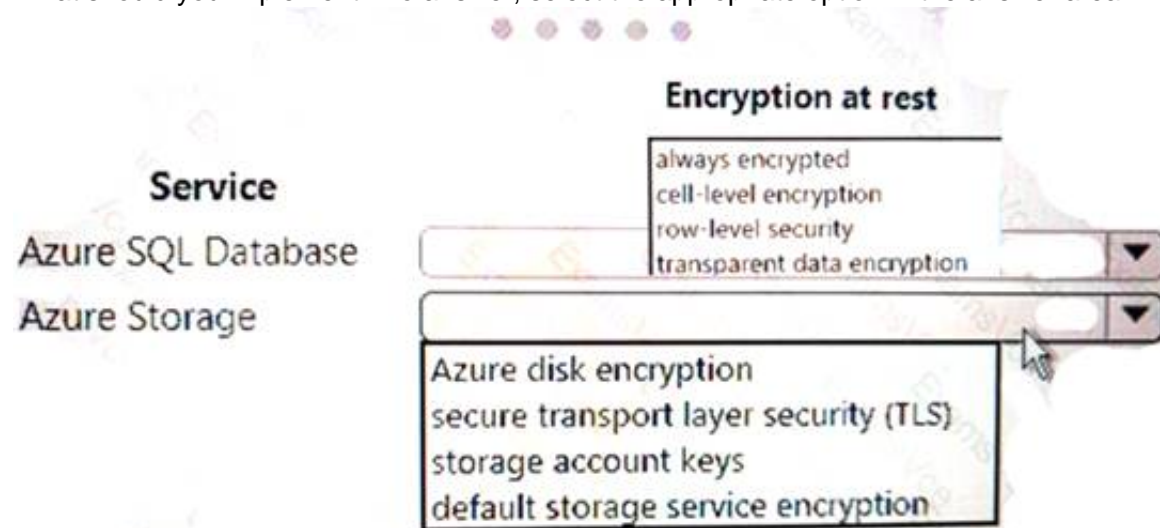 Encryption at rest
always encrypted
cell-level encryption
Service
row-level security
Azure SQL Database
transparent data encryption
Azure Storage
Azure disk encryption
secure transport layer security (TLS)
storage account keys
default storage service encryption